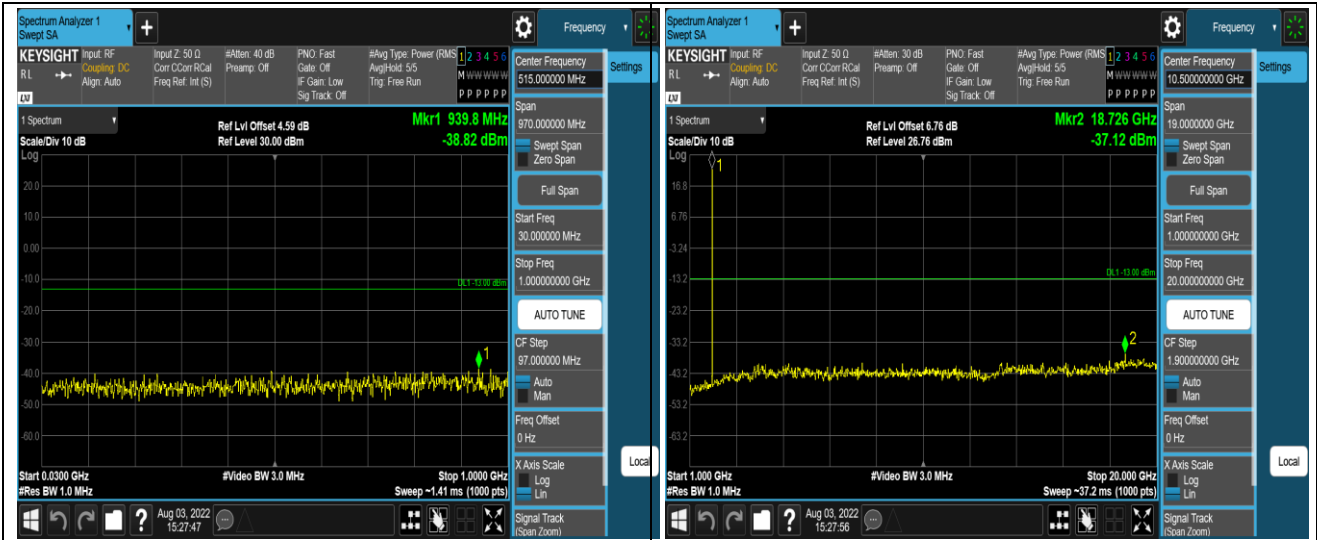 Spectrum Analyzer 1
Swept SA
+
Frequency
KEYSIGHT
RL
LXI
Input: RF
Coupling: DC
Align: Auto
Input Z: 50 Ω
Corr CCorr RCal
Freq Ref: Int (S)
#Atten: 40 dB
Preamp: Off
PNO: Fast
Gate: Off
IF Gain: Low
Sig Track: Off
#Avg Type: Power (RMS
Avg|Hold: 5/5
Trig: Free Run
1 2 3 4 5 6
M W W W W W
P P P P P P
Center Frequency
515.000000 MHz
Settings
Span
970.000000 MHz
Swept Span
Zero Span
Full Span
Start Freq
30.000000 MHz
Stop Freq
1.000000000 GHz
AUTO TUNE
CF Step
97.000000 MHz
Auto
Man
Freq Offset
0 Hz
X Axis Scale
Log
Lin
Signal Track
(Span Zoom)
Local
1 Spectrum
Ref Lvl Offset 4.59 dB
Mkr1 939.8 MHz
Scale/Div 10 dB
Ref Level 30.00 dBm
-38.82 dBm
Log
20.0
10.0
0.00
-10.0
DL1 -13.00 dBm
-20.0
-30.0
1
-40.0
-50.0
-60.0
Start 0.0300 GHz
#Video BW 3.0 MHz
Stop 1.0000 GHz
#Res BW 1.0 MHz
Sweep ~1.41 ms (1000 pts)
?
Aug 03, 2022
15:27:47
Spectrum Analyzer 1
Swept SA
+
Frequency
KEYSIGHT
RL
LXI
Input: RF
Coupling: DC
Align: Auto
Input Z: 50 Ω
Corr CCorr RCal
Freq Ref: Int (S)
#Atten: 30 dB
Preamp: Off
PNO: Fast
Gate: Off
IF Gain: Low
Sig Track: Off
#Avg Type: Power (RMS
Avg|Hold: 5/5
Trig: Free Run
1 2 3 4 5 6
M W W W W W
P P P P P P
Center Frequency
10.500000000 GHz
Settings
Span
19.0000000 GHz
Swept Span
Zero Span
Full Span
Start Freq
1.000000000 GHz
Stop Freq
20.000000000 GHz
AUTO TUNE
CF Step
1.900000000 GHz
Auto
Man
Freq Offset
0 Hz
X Axis Scale
Log
Lin
Signal Track
(Span Zoom)
Local
1 Spectrum
Ref Lvl Offset 6.76 dB
Mkr2 18.726 GHz
Scale/Div 10 dB
Ref Level 26.76 dBm
-37.12 dBm
Log
1
16.8
6.76
-3.24
DL1 -13.00 dBm
-13.2
-23.2
-33.2
2
-43.2
-53.2
-63.2
Start 1.000 GHz
#Video BW 3.0 MHz
Stop 20.000 GHz
#Res BW 1.0 MHz
Sweep ~37.2 ms (1000 pts)
?
Aug 03, 2022
15:27:56